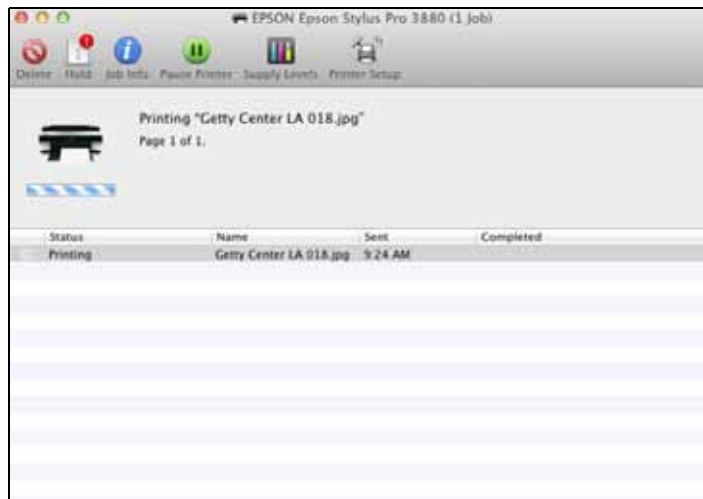 EPSON Epson Stylus Pro 3880 (1 Job)
Delete Hold Job Info Pause Printer Supply Levels Printer Setup
Printing "Getty Center LA 018.jpg"
Page 1 of 1.
Status Name Sent Completed
Printing Getty Center LA 018.jpg 9:24 AM